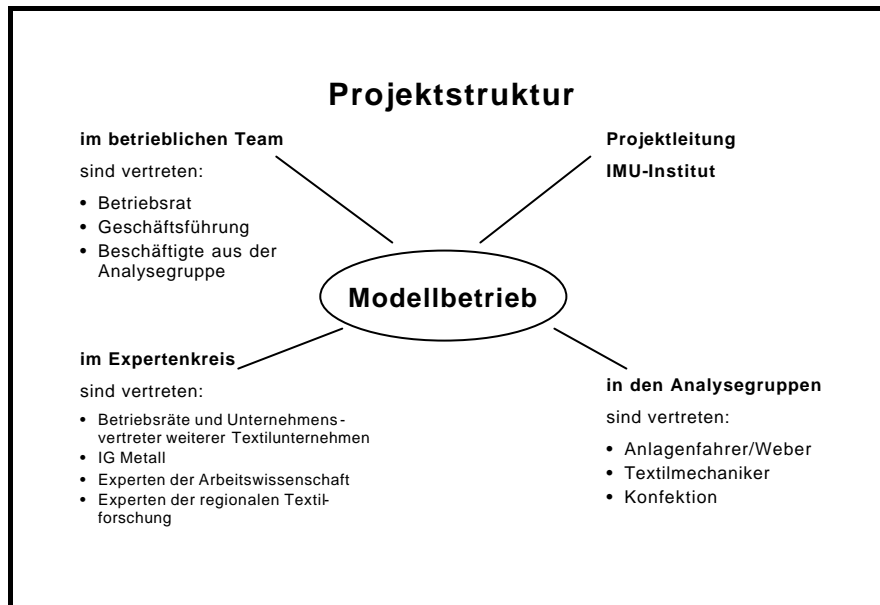 Projektstruktur
im betrieblichen Team
sind vertreten:
• Betriebsrat
• Geschäftsführung
• Beschäftigte aus der
Analysegruppe
Projektleitung
IMU-Institut
Modellbetrieb
im Expertenkreis
sind vertreten:
• Betriebsräte und Unternehmens-
vertreter weiterer Textilunternehmen
• IG Metall
• Experten der Arbeitswissenschaft
• Experten der regionalen Textil-
forschung
in den Analysegruppen
sind vertreten:
• Anlagenfahrer/Weber
• Textilmechaniker
• Konfektion